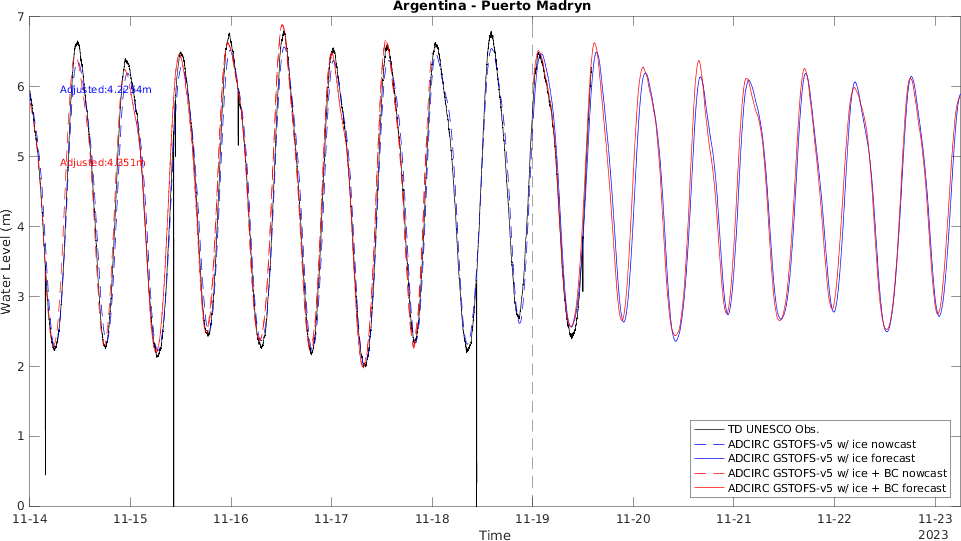 Argentina - Puerto Madryn
7
6
5
4
3
2
1
0
Water Level (m)
Adjusted:4.2254m
Adjusted:4.351m
TD UNESCO Obs.
ADCIRC GSTOFS-v5 w/ ice nowcast
ADCIRC GSTOFS-v5 w/ ice forecast
ADCIRC GSTOFS-v5 w/ ice + BC nowcast
ADCIRC GSTOFS-v5 w/ ice + BC forecast
11-14 11-15 11-16 11-17 11-18 11-19 11-20 11-21 11-22 11-23
Time
2023